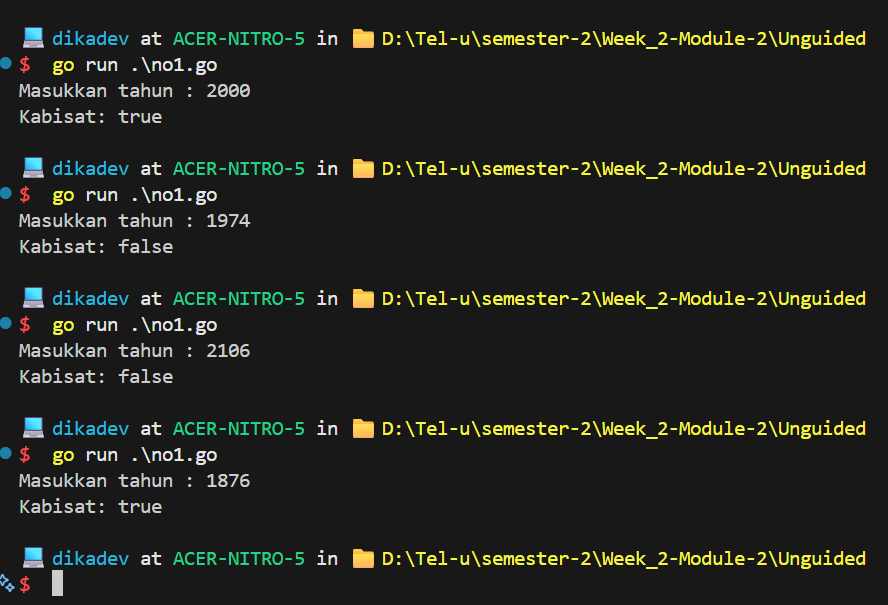 dikadev at ACER-NITRO-5 in D:\Tel-u\semester-2\Week_2-Module-2\Unguided
$ go run .\no1.go
Masukkan tahun : 2000
Kabisat: true
dikadev at ACER-NITRO-5 in D:\Tel-u\semester-2\Week_2-Module-2\Unguided
$ go run .\no1.go
Masukkan tahun : 1974
Kabisat: false
dikadev at ACER-NITRO-5 in D:\Tel-u\semester-2\Week_2-Module-2\Unguided
$ go run .\no1.go
Masukkan tahun : 2106
Kabisat: false
dikadev at ACER-NITRO-5 in D:\Tel-u\semester-2\Week_2-Module-2\Unguided
$ go run .\no1.go
Masukkan tahun : 1876
Kabisat: true
dikadev at ACER-NITRO-5 in D:\Tel-u\semester-2\Week_2-Module-2\Unguided
$